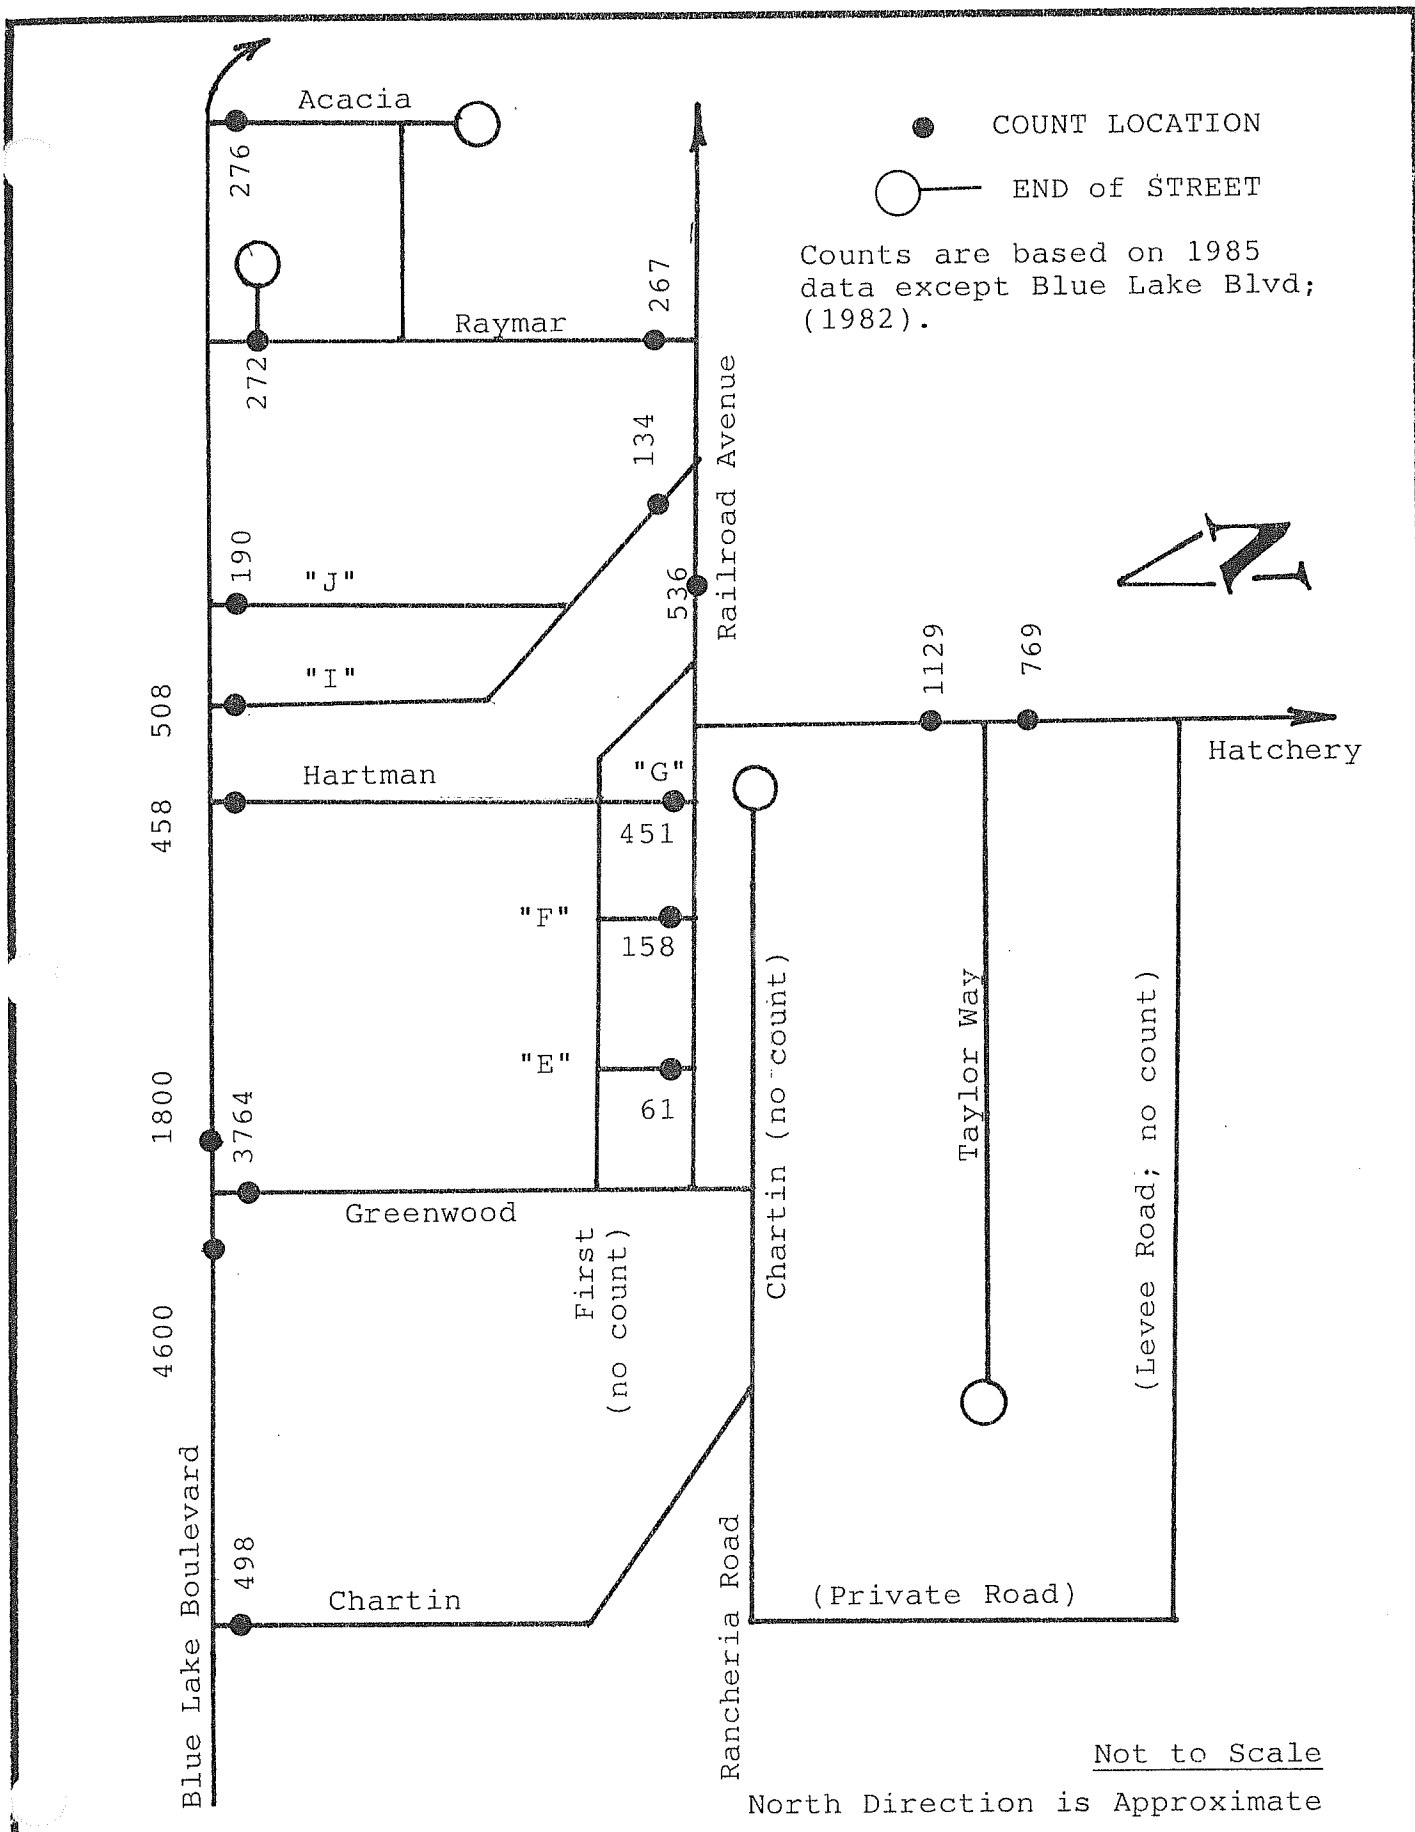 Acacia
COUNT LOCATION
276
END of STREET
Counts are based on 1985
data except Blue Lake Blvd;
(1982).
267
Raymar
272
134
Railroad Avenue
190
"J"
536
N
"I"
508
1129
769
Hatchery
Hartman
"G"
458
451
"F"
158
Chartin (no count)
Taylor Way
(Levee Road; no count)
"E"
61
1800
3764
Greenwood
First
(no count)
4600
Blue Lake Boulevard
498
Chartin
Rancheria Road
(Private Road)
Not to Scale
North Direction is Approximate